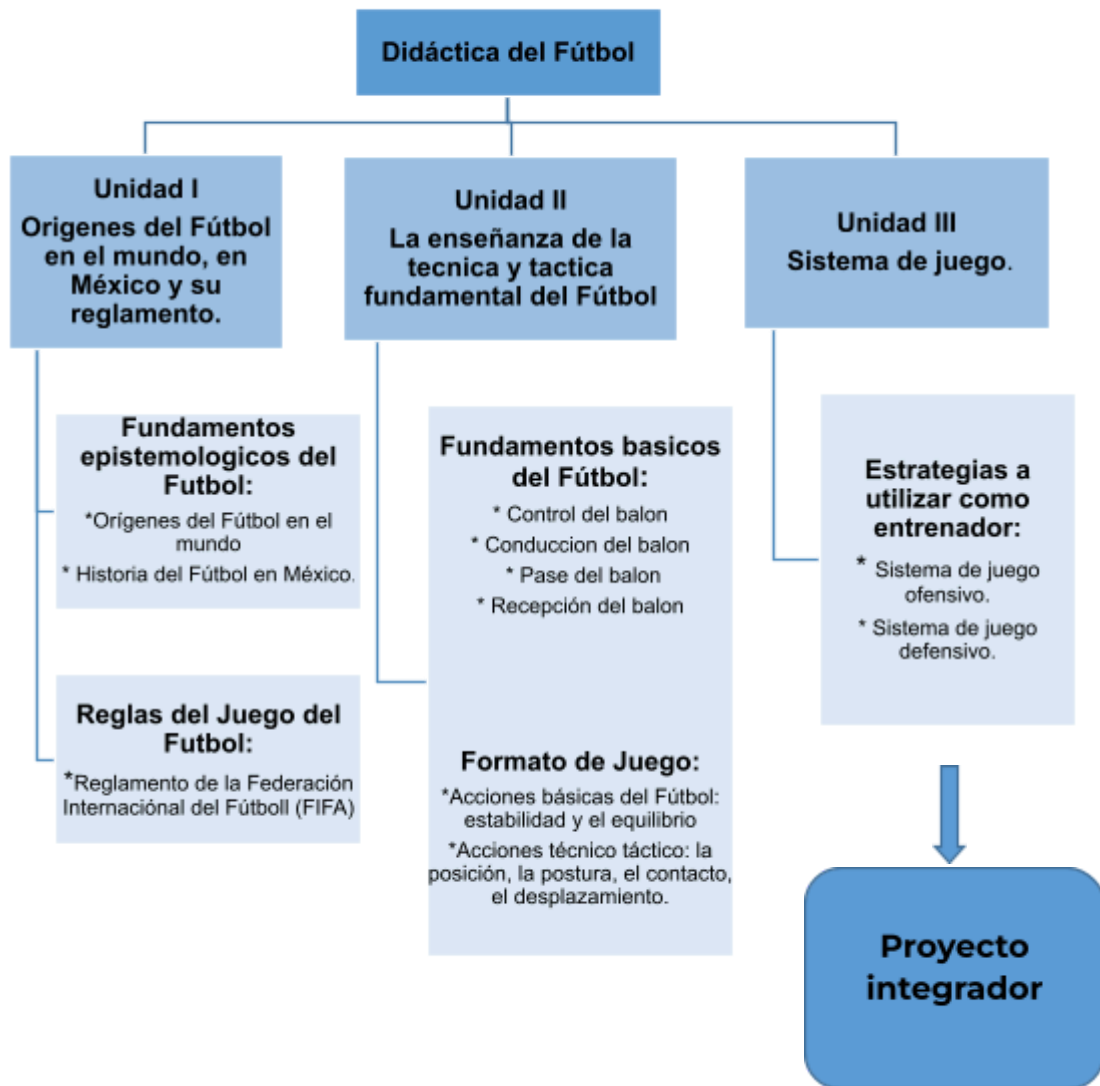 Didáctica del Fútbol
Unidad I
Origenes del Fútbol
en el mundo, en
México y su
reglamento.
Fundamentos
epistemologicos del
Futbol:
*Orígenes del Fútbol en el
mundo
* Historia del Fútbol en México.
Reglas del Juego del
Futbol:
*Reglamento de la Federación
Internaciónal del Fútboll (FIFA)
Unidad II
La enseñanza de la
tecnica y tactica
fundamental del Fútbol
Fundamentos basicos
del Fútbol:
* Control del balon
* Conduccion del balon
* Pase del balon
* Recepción del balon
Formato de Juego:
*Acciones básicas del Fútbol:
estabilidad y el equilibrio
*Acciones técnico táctico: la
posición, la postura, el contacto,
el desplazamiento.
Unidad III
Sistema de juego.
Estrategias a
utilizar como
entrenador:
* Sistema de juego
ofensivo.
* Sistema de juego
defensivo.
Proyecto
integrador